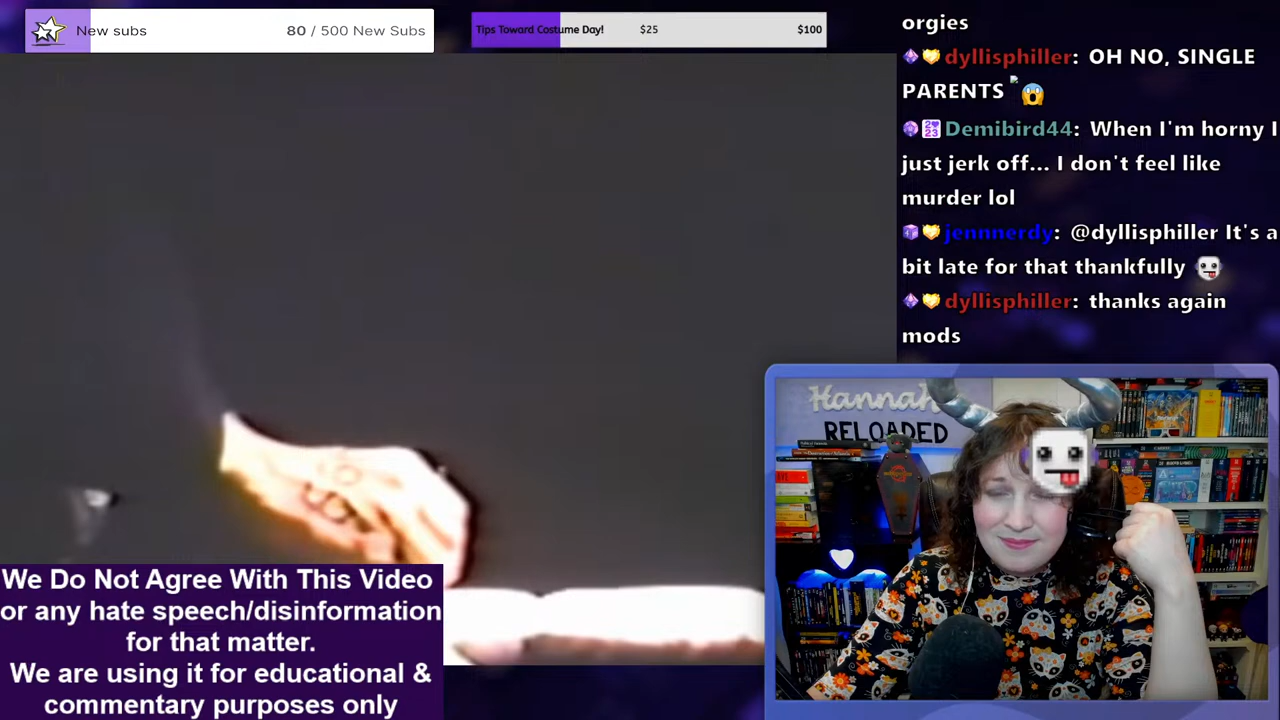 New subs
80 / 500 New Subs
Tips Toward Costume Day!
$25
$100
orgies
dyllisphiller: OH NO, SINGLE
PARENTS
Demibird44: When I'm horny I
just jerk off... I don't feel like
murder lol
jennnerdy: @dyllisphiller It's a
bit late for that thankfully
dyllisphiller: thanks again
mods
Hannah
RELOADED
We Do Not Agree With This Video
or any hate speech/disinformation
for that matter.
We are using it for educational &
commentary purposes only